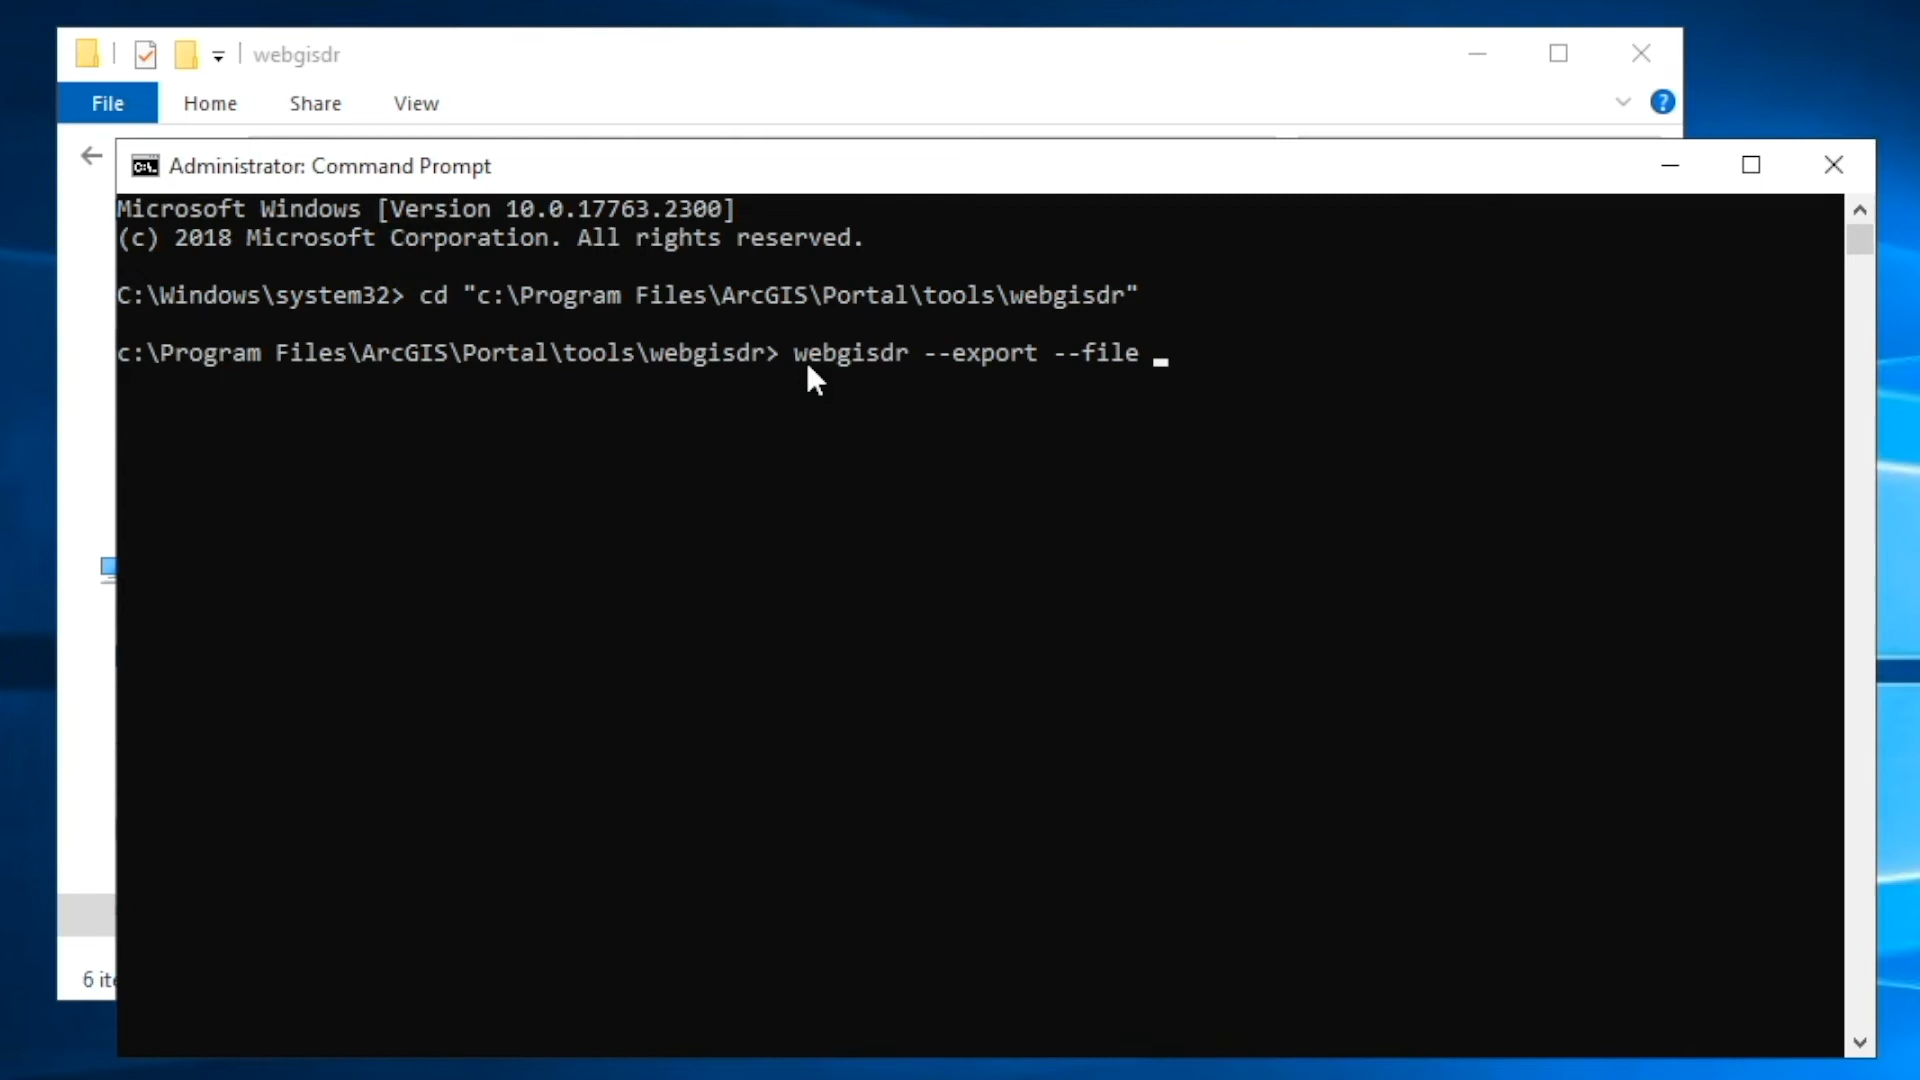 webgisdr
File Home Share View
Administrator: Command Prompt
Microsoft Windows [Version 10.0.17763.2300]
(c) 2018 Microsoft Corporation. All rights reserved.
C:\Windows\system32> cd "c:\Program Files\ArcGIS\Portal\tools\webgisdr"
c:\Program Files\ArcGIS\Portal\tools\webgisdr> webgisdr --export --file
6 ite